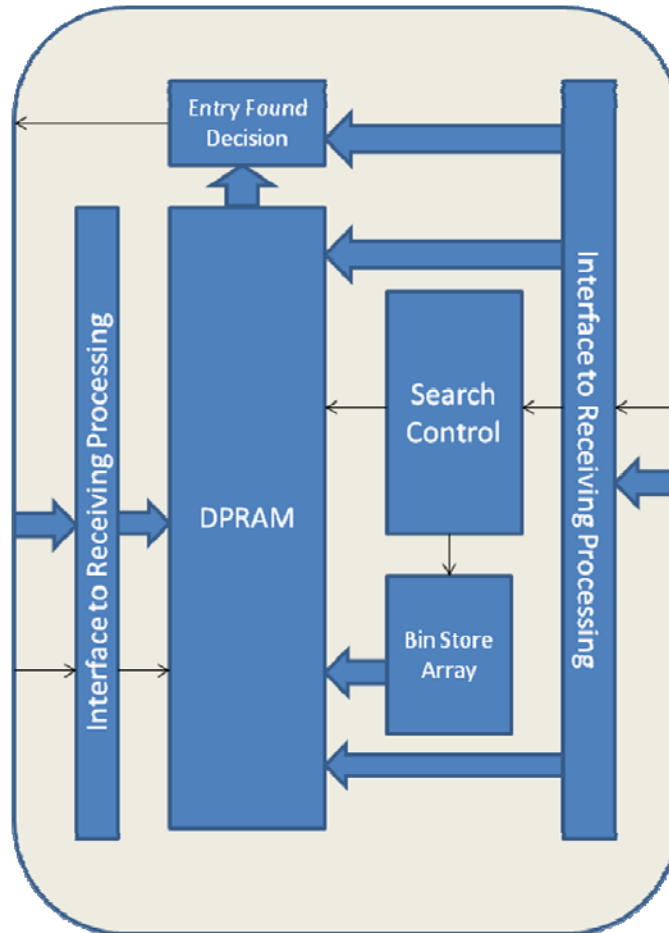 Entry Found
Decision
Interface to Receiving Processing
DPRAM
Search
Control
Bin Store
Array
Interface to Receiving Processing